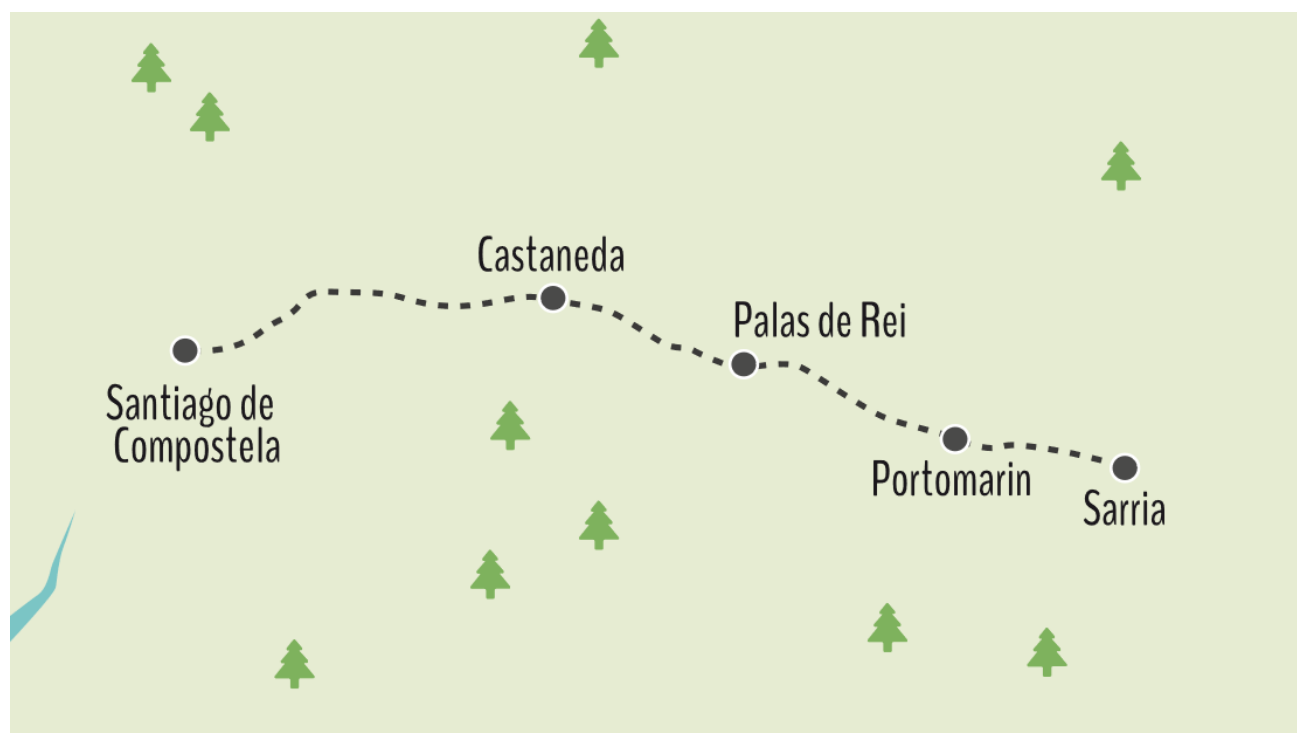 Castaneda
Palas de Rei
Santiago de
Compostela
Portomarin
Sarria